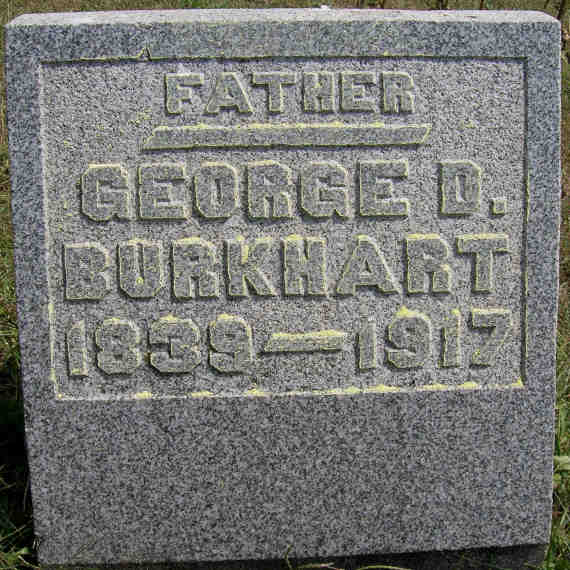 FATHER
GEORGE D.
BURKHART
1839—1917